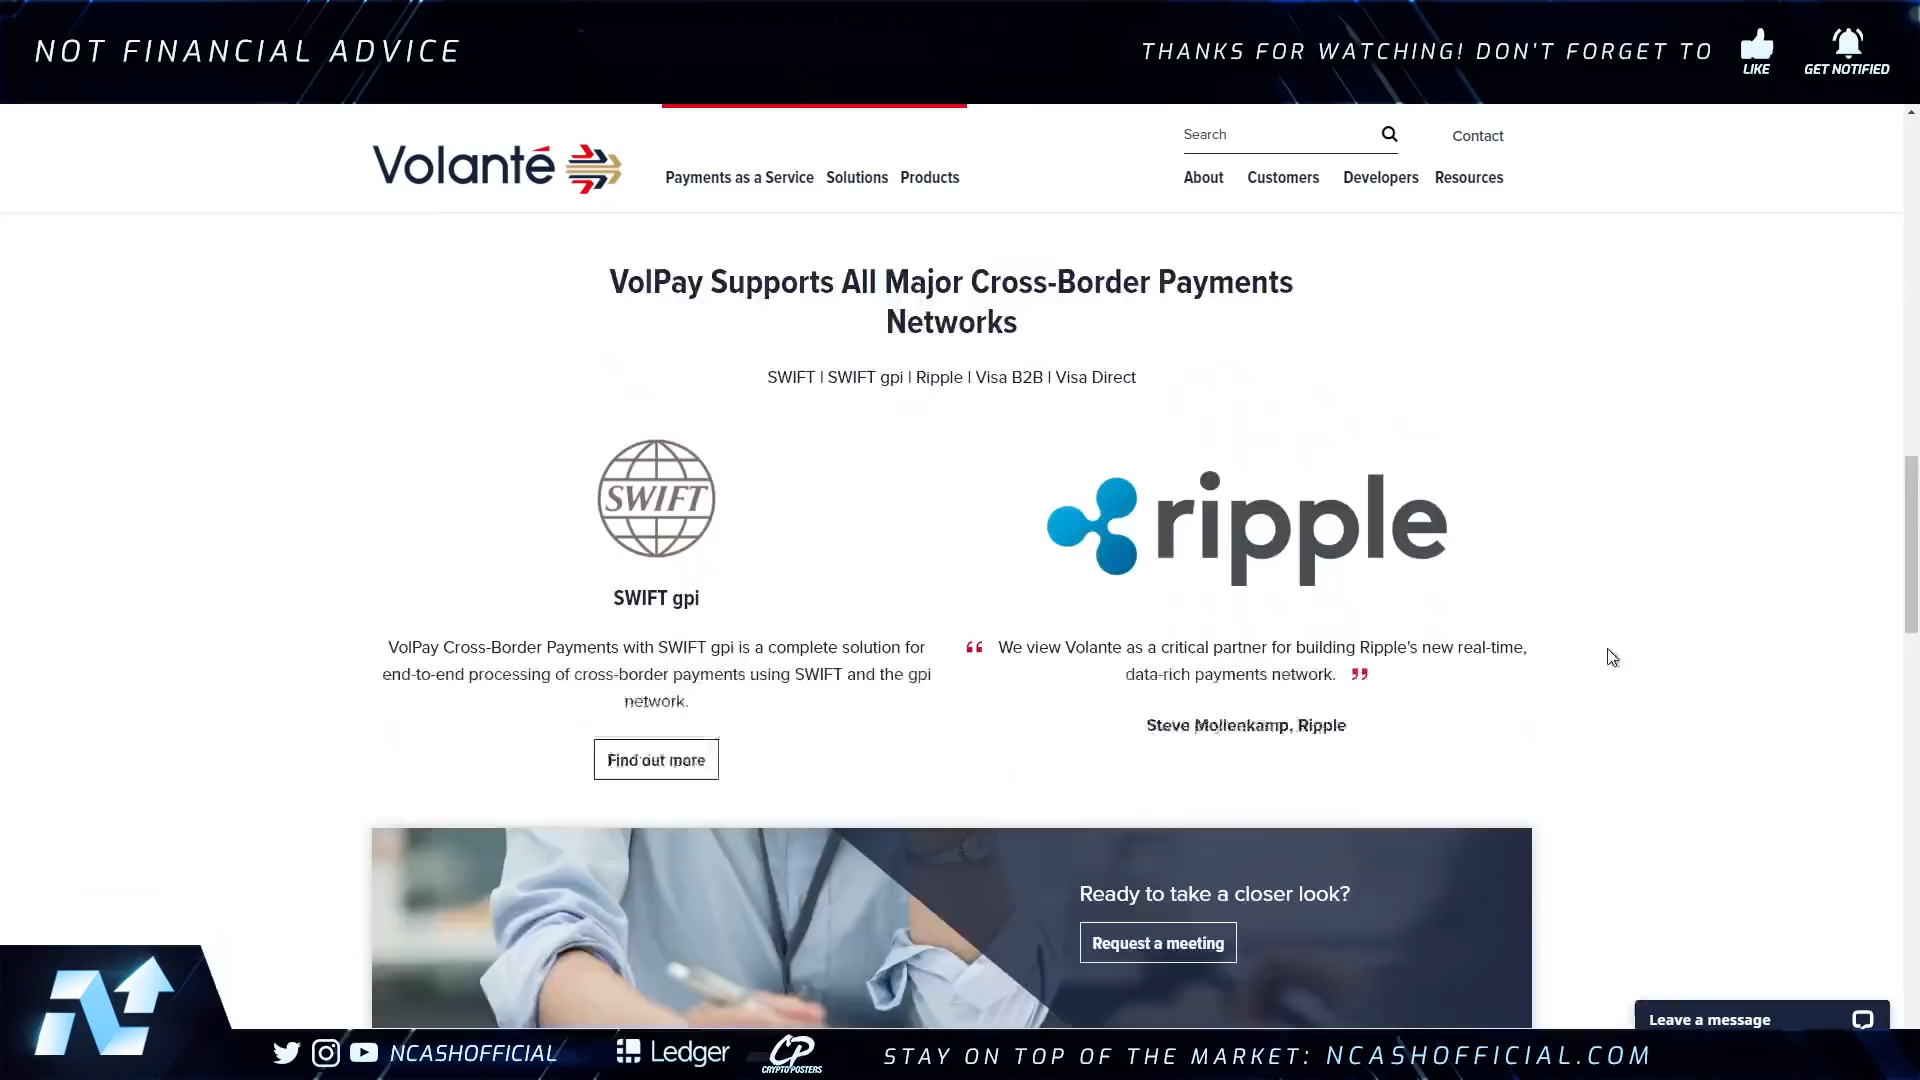 NOT FINANCIAL ADVICE
THANKS FOR WATCHING! DON'T FORGET TO
LIKE
GET NOTIFIED
Volanté
Search
Contact
Payments as a Service Solutions Products
About Customers Developers Resources
VolPay Supports All Major Cross-Border Payments
Networks
SWIFT | SWIFT gpi | Ripple | Visa B2B | Visa Direct
SWIFT
ripple
SWIFT gpi
VolPay Cross-Border Payments with SWIFT gpi is a complete solution for
end-to-end processing of cross-border payments using SWIFT and the gpi
network.
Find out more
“ We view Volante as a critical partner for building Ripple's new real-time,
data-rich payments network. ”
Steve Ripple
Ready to take a closer look?
Request a meeting
Leave a message
NCASHOFFICIAL
Ledger
CP
CRYPTOPOSTERS
STAY ON TOP OF THE MARKET: NCASHOFFICIAL.COM